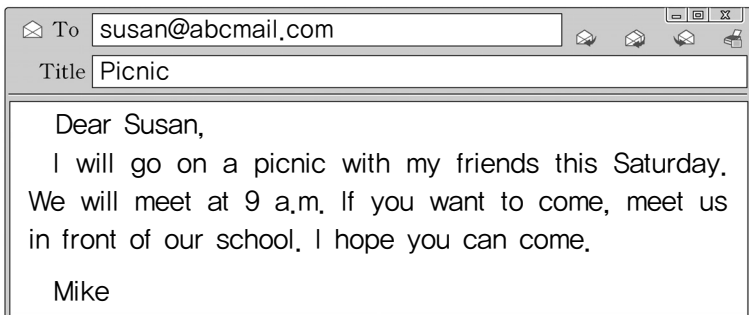 To susan@abcmail.com
Title Picnic
Dear Susan,
I will go on a picnic with my friends this Saturday.
We will meet at 9 a.m. If you want to come, meet us
in front of our school. I hope you can come.
Mike